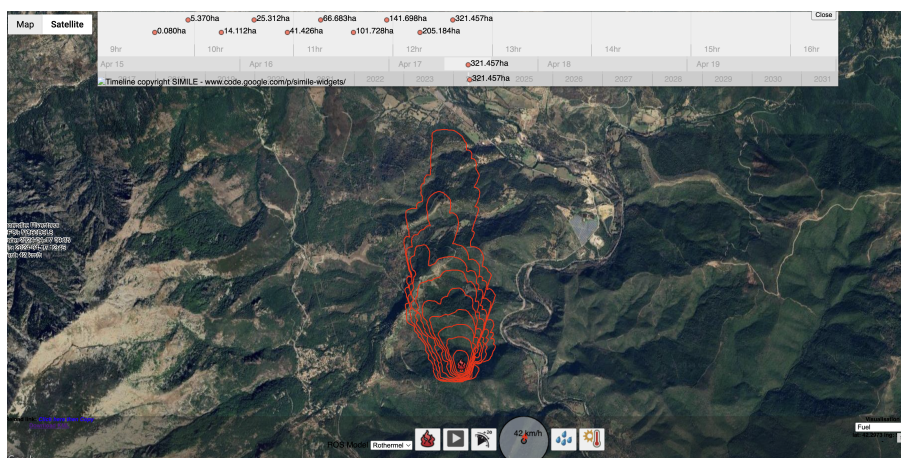 Map Satellite
Close
5.370ha 25.312ha 66.683ha 141.698ha 321.457ha
0.080ha 14.112ha 41.426ha 101.728ha 205.184ha
9hr 10hr 11hr 12hr 13hr 14hr 15hr 16hr
Apr 15 Apr 16 Apr 17 321.457ha Apr 18 Apr 19
2022 2023 321.457ha 2025 2026 2027 2028 2029 2030 2031
Timeline copyright SIMILE - www.code.google.com/p/simile-widgets/
ROS Model Rothermel
42 km/h
Fuel